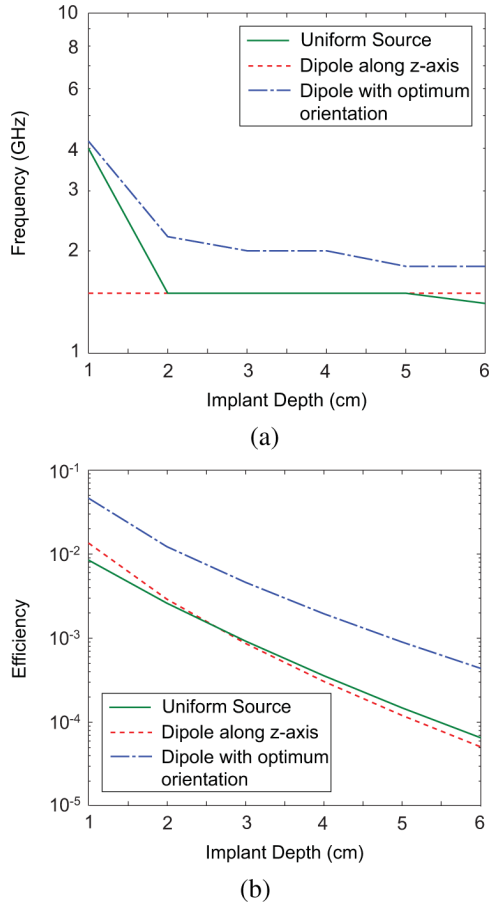 10
4
3
2
1
Frequency (GHz)
Uniform Source
Dipole along z-axis
Dipole with optimum
orientation
1 2 3 4 5 6
Implant Depth (cm)
(a)
10-1
10-2
10-3
10-4
10-5
Efficiency
Uniform Source
Dipole along z-axis
Dipole with optimum
orientation
1 2 3 4 5 6
Implant Depth (cm)
(b)